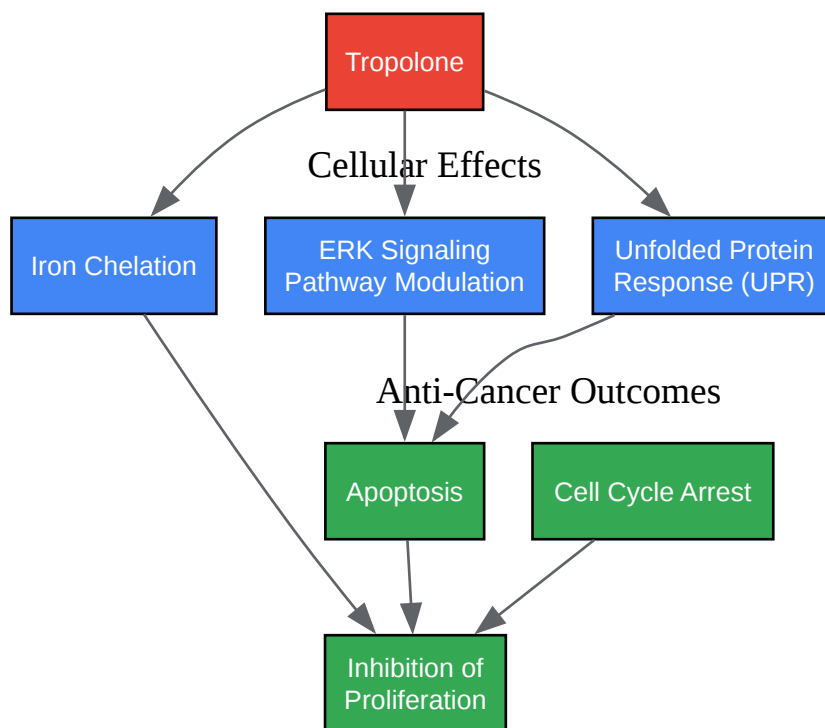 Tropolone
Cellular Effects
Iron Chelation
ERK Signaling
Pathway Modulation
Unfolded Protein
Response (UPR)
Anti-Cancer Outcomes
Apoptosis
Cell Cycle Arrest
Inhibition of
Proliferation